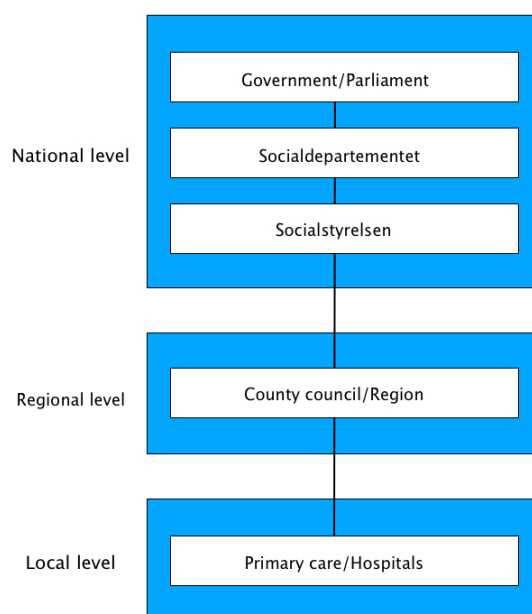 Government/Parliament
National level
Socialdepartementet
Socialstyrelsen
Regional level
County council/Region
Local level
Primary care/Hospitals